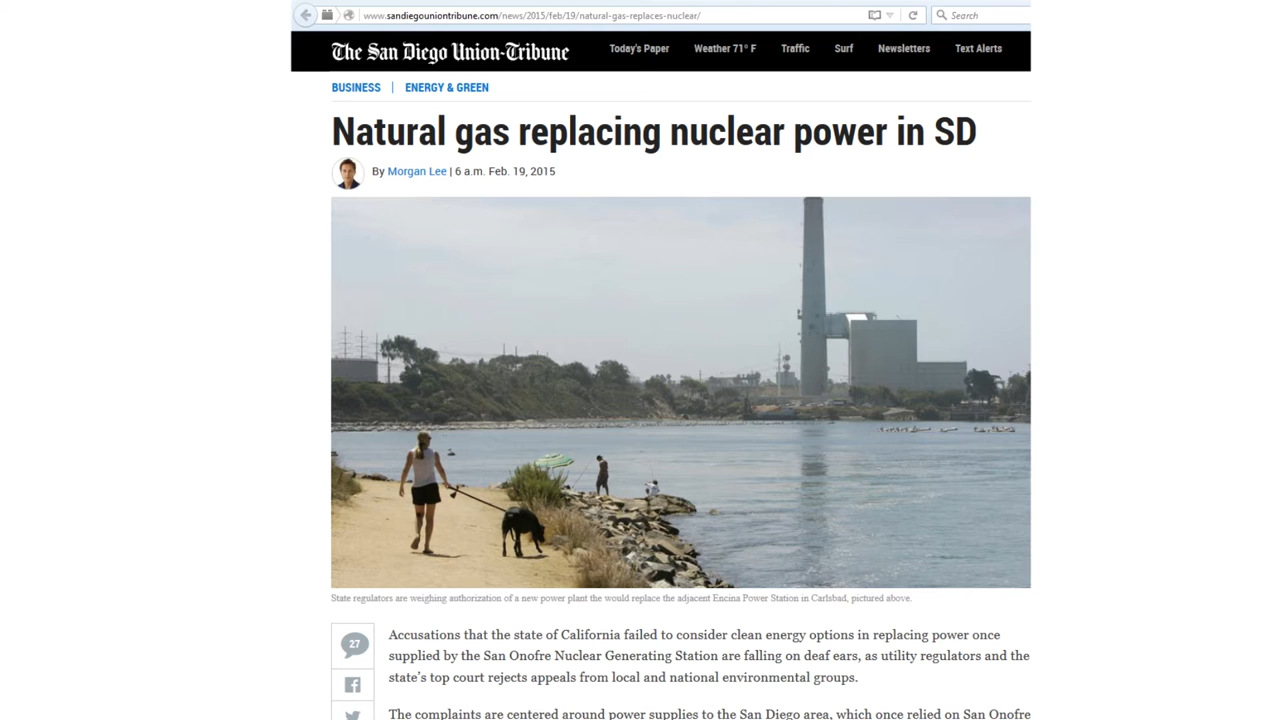 www.sandiegouniontribune.com/news/2015/feb/19/natural-gas-replaces-nuclear/
Search
The San Diego Union-Tribune
Today's Paper
Weather 71º F
Traffic
Surf
Newsletters
Text Alerts
BUSINESS | ENERGY & GREEN
Natural gas replacing nuclear power in SD
By Morgan Lee | 6 a.m. Feb. 19, 2015
State regulators are weighing authorization of a new power plant the would replace the adjacent Encina Power Station in Carlsbad, pictured above.
27
Accusations that the state of California failed to consider clean energy options in replacing power once
supplied by the San Onofre Nuclear Generating Station are falling on deaf ears, as utility regulators and the
state’s top court rejects appeals from local and national environmental groups.
The complaints are centered around power supplies to the San Diego area, which once relied on San Onofre